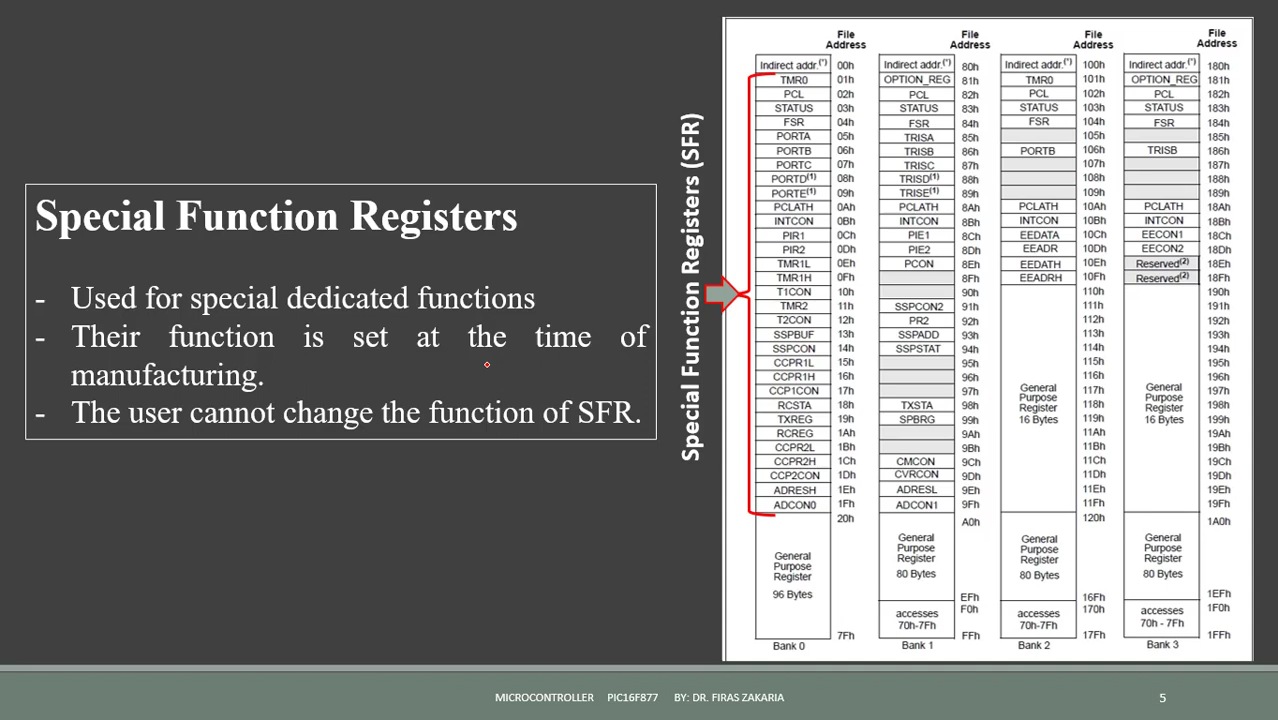 Special Function Registers
- Used for special dedicated functions
- Their function is set at the time of
manufacturing.
- The user cannot change the function of SFR.
Special Function Registers (SFR)
File
Address
File
Address
File
Address
File
Address
Indirect addr.(*) 00h Indirect addr.(*) 80h Indirect addr.(*) 100h Indirect addr.(*) 180h
TMR0 01h OPTION_REG 81h TMR0 101h OPTION_REG 181h
PCL 02h PCL 82h PCL 102h PCL 182h
STATUS 03h STATUS 83h STATUS 103h STATUS 183h
FSR 04h FSR 84h FSR 104h FSR 184h
PORTA 05h TRISA 85h 105h 185h
PORTB 06h TRISB 86h PORTB 106h TRISB 186h
PORTC 07h TRISC 87h 107h 187h
PORTD(1) 08h TRISD(1) 88h 108h 188h
PORTE(1) 09h TRISE(1) 89h 109h 189h
PCLATH 0Ah PCLATH 8Ah PCLATH 10Ah PCLATH 18Ah
INTCON 0Bh INTCON 8Bh INTCON 10Bh INTCON 18Bh
PIR1 0Ch PIE1 8Ch EEDATA 10Ch EECON1 18Ch
PIR2 0Dh PIE2 8Dh EEADR 10Dh EECON2 18Dh
TMR1L 0Eh PCON 8Eh EEDATH 10Eh Reserved(2) 18Eh
TMR1H 0Fh 8Fh EEADRH 10Fh Reserved(2) 18Fh
T1CON 10h 90h 110h 190h
TMR2 11h SSPCON2 91h 111h 191h
T2CON 12h PR2 92h 112h 192h
SSPBUF 13h SSPADD 93h 113h 193h
SSPCON 14h SSPSTAT 94h 114h 194h
CCPR1L 15h 95h 115h 195h
CCPR1H 16h 96h 116h 196h
CCP1CON 17h 97h General Purpose Register 16 Bytes 117h General Purpose Register 16 Bytes 197h
RCSTA 18h TXSTA 98h 118h 198h
TXREG 19h SPBRG 99h 119h 199h
RCREG 1Ah 9Ah 11Ah 19Ah
CCPR2L 1Bh 9Bh 11Bh 19Bh
CCPR2H 1Ch CMCON 9Ch 11Ch 19Ch
CCP2CON 1Dh CVRCON 9Dh 11Dh 19Dh
ADRESH 1Eh ADRESL 9Eh 11Eh 19Eh
ADCON0 1Fh ADCON1 9Fh 11Fh 19Fh
20h A0h 120h 1A0h
General
Purpose
Register
96 Bytes
7Fh
General
Purpose
Register
80 Bytes
EFh
F0h
accesses
70h-7Fh
FFh
General
Purpose
Register
80 Bytes
16Fh
170h
accesses
70h-7Fh
17Fh
General
Purpose
Register
80 Bytes
1EFh
1F0h
accesses
70h - 7Fh
1FFh
Bank 0 Bank 1 Bank 2 Bank 3
MICROCONTROLLER PIC16F877 BY: DR. FIRAS ZAKARIA 5